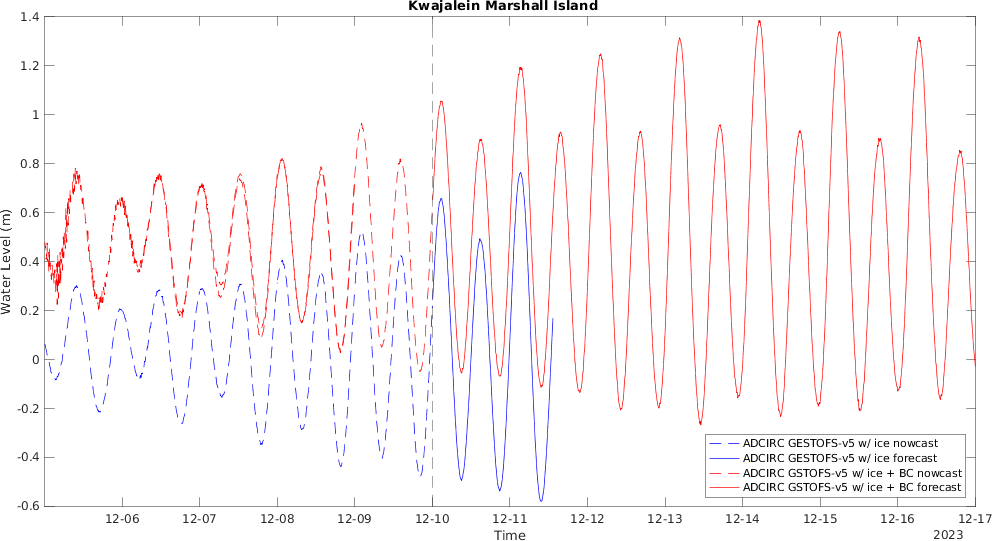 Kwajalein Marshall Island
1.4
1.2
1
0.8
0.6
0.4
0.2
0
-0.2
-0.4
-0.6
Water Level (m)
ADCIRC GESTOFS-v5 w/ ice nowcast
ADCIRC GESTOFS-v5 w/ ice forecast
ADCIRC GSTOFS-v5 w/ ice + BC nowcast
ADCIRC GSTOFS-v5 w/ ice + BC forecast
12-06 12-07 12-08 12-09 12-10 12-11 12-12 12-13 12-14 12-15 12-16 12-17
Time
2023